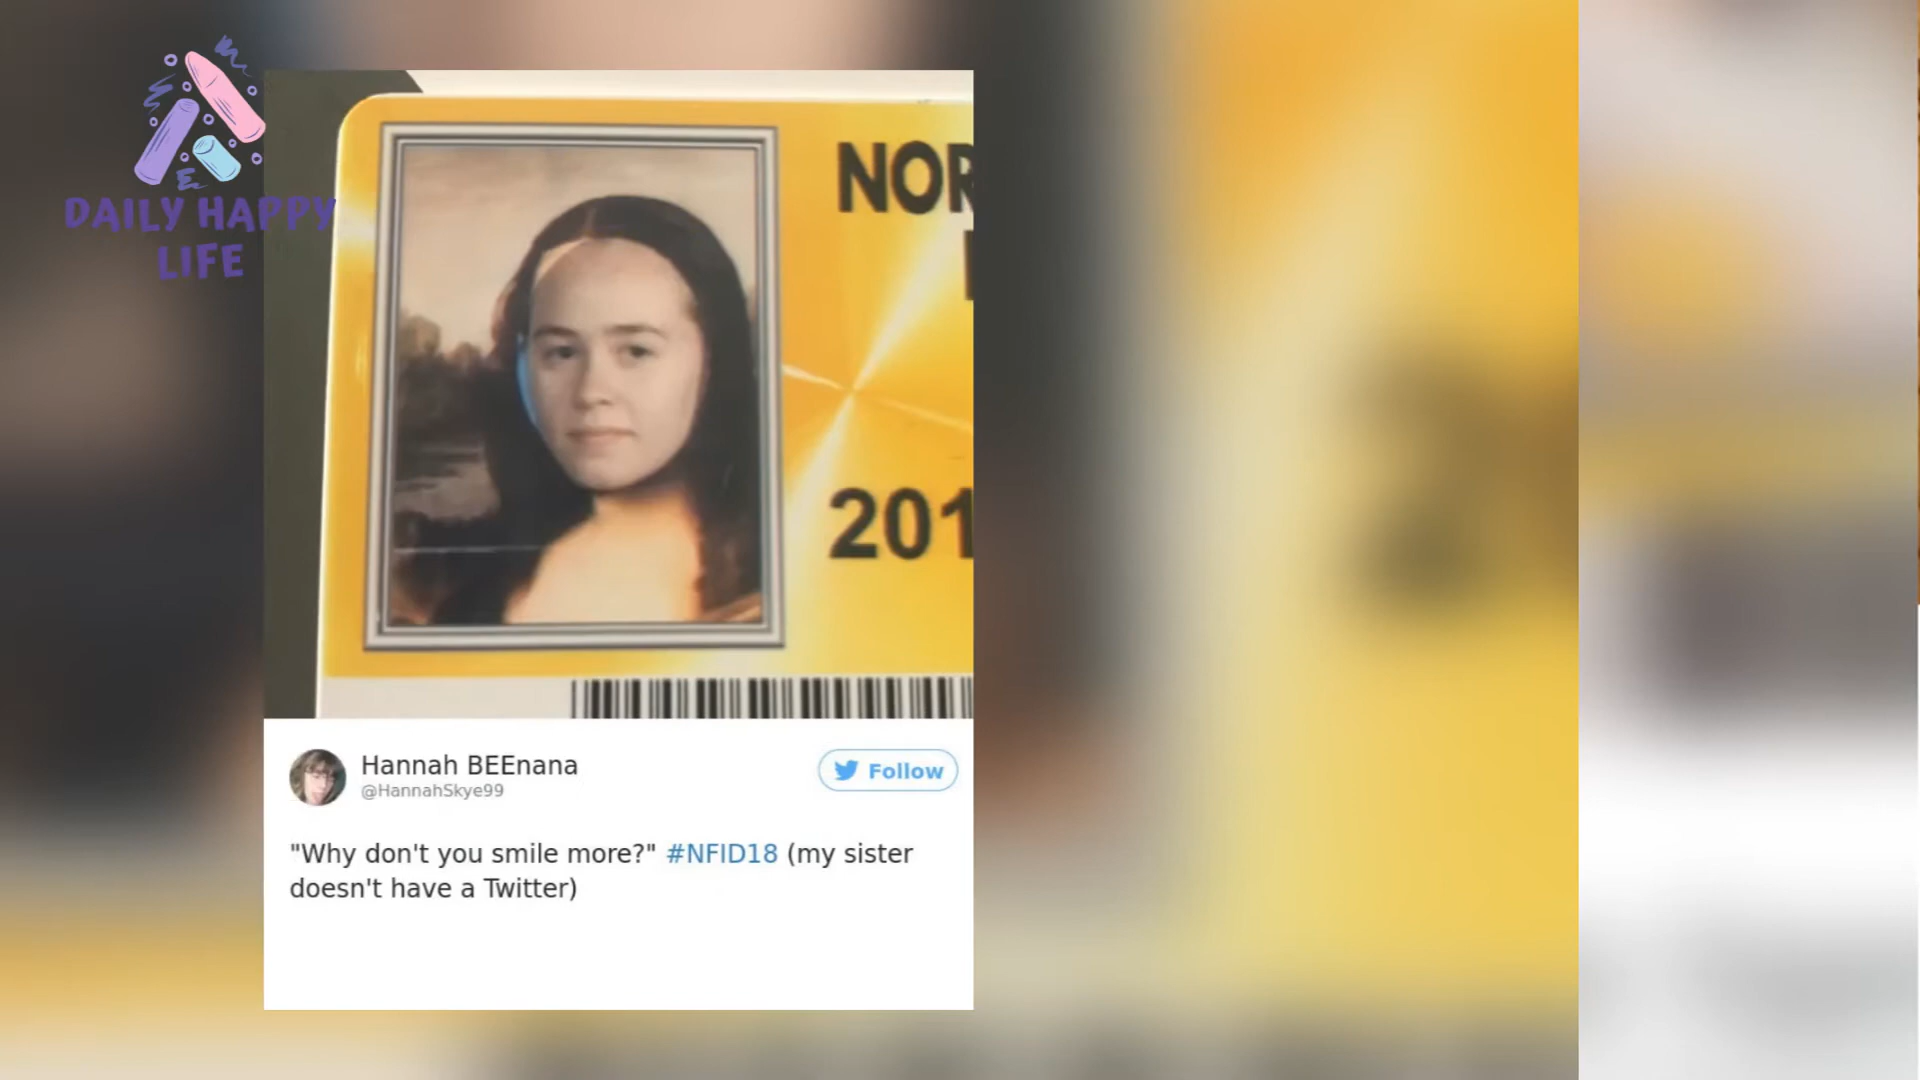 DAILY HAPPY
LIFE
NOR
201
Hannah BEEnana
@HannahSkye99
Follow
"Why don't you smile more?" #NFID18 (my sister
doesn't have a Twitter)